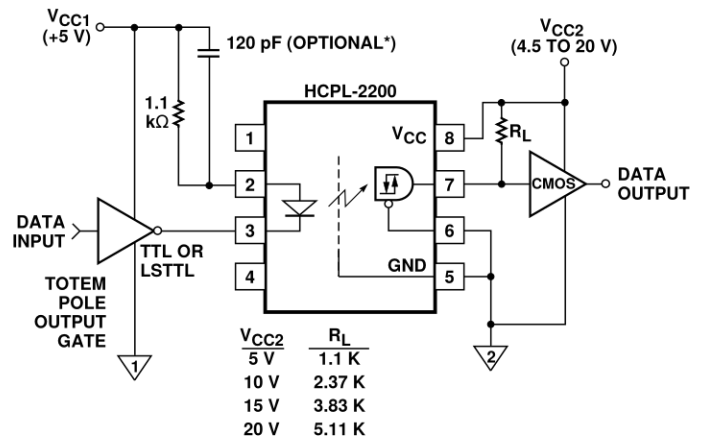 VCC1
(+5 V)
120 pF (OPTIONAL*)
VCC2
(4.5 TO 20 V)
HCPL-2200
1.1
kΩ
1
2
3
4
VCC
8
7
6
5
GND
RL
CMOS
DATA
OUTPUT
DATA
INPUT
TTL OR
LSTTL
TOTEM
POLE
OUTPUT
GATE
1
2
VCC2 RL
5 V 1.1 K
10 V 2.37 K
15 V 3.83 K
20 V 5.11 K